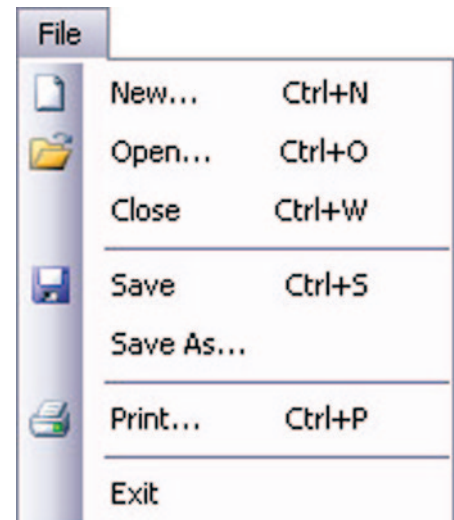 File
New... Ctrl+N
Open... Ctrl+O
Close Ctrl+W
Save Ctrl+S
Save As...
Print... Ctrl+P
Exit